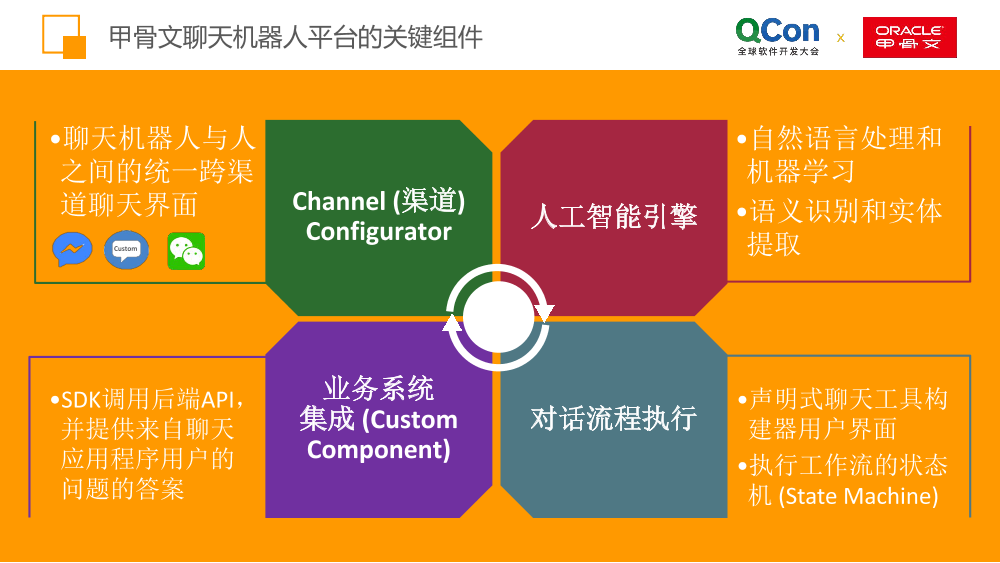 甲骨文聊天机器人平台的关键组件
QCon
全球软件开发大会
x
ORACLE
甲骨文
•聊天机器人与人
之间的统一跨渠
道聊天界面
Custom
Channel (渠道)
Configurator
人工智能引擎
•自然语言处理和
机器学习
•语义识别和实体
提取
•SDK调用后端API，
并提供来自聊天
应用程序用户的
问题的答案
业务系统
集成 (Custom
Component)
对话流程执行
•声明式聊天工具构
建器用户界面
•执行工作流的状态
机 (State Machine)